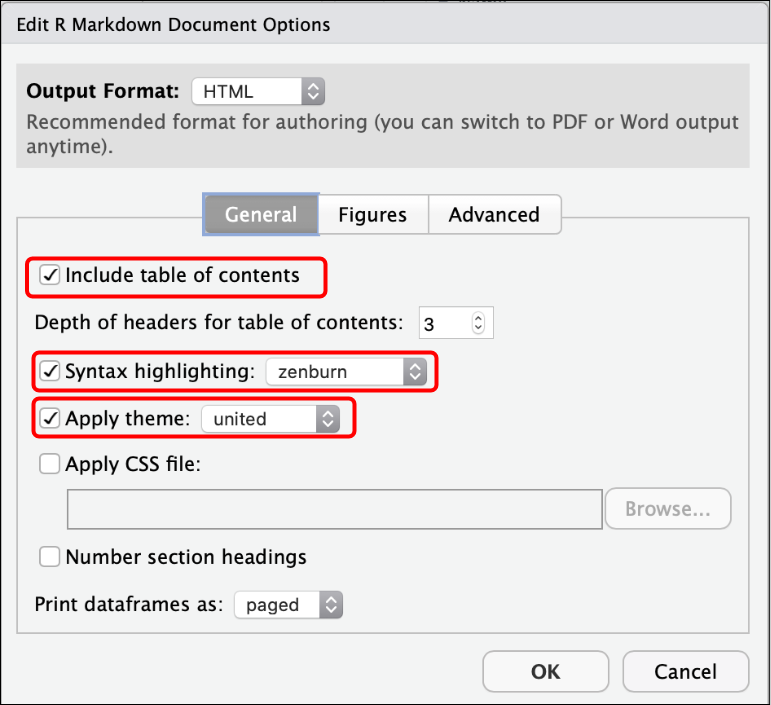 Edit R Markdown Document Options
Output Format: HTML
Recommended format for authoring (you can switch to PDF or Word output
anytime).
General Figures Advanced
Include table of contents
Depth of headers for table of contents: 3
Syntax highlighting: zenburn
Apply theme: united
Apply CSS file:
Browse...
Number section headings
Print dataframes as: paged
OK Cancel